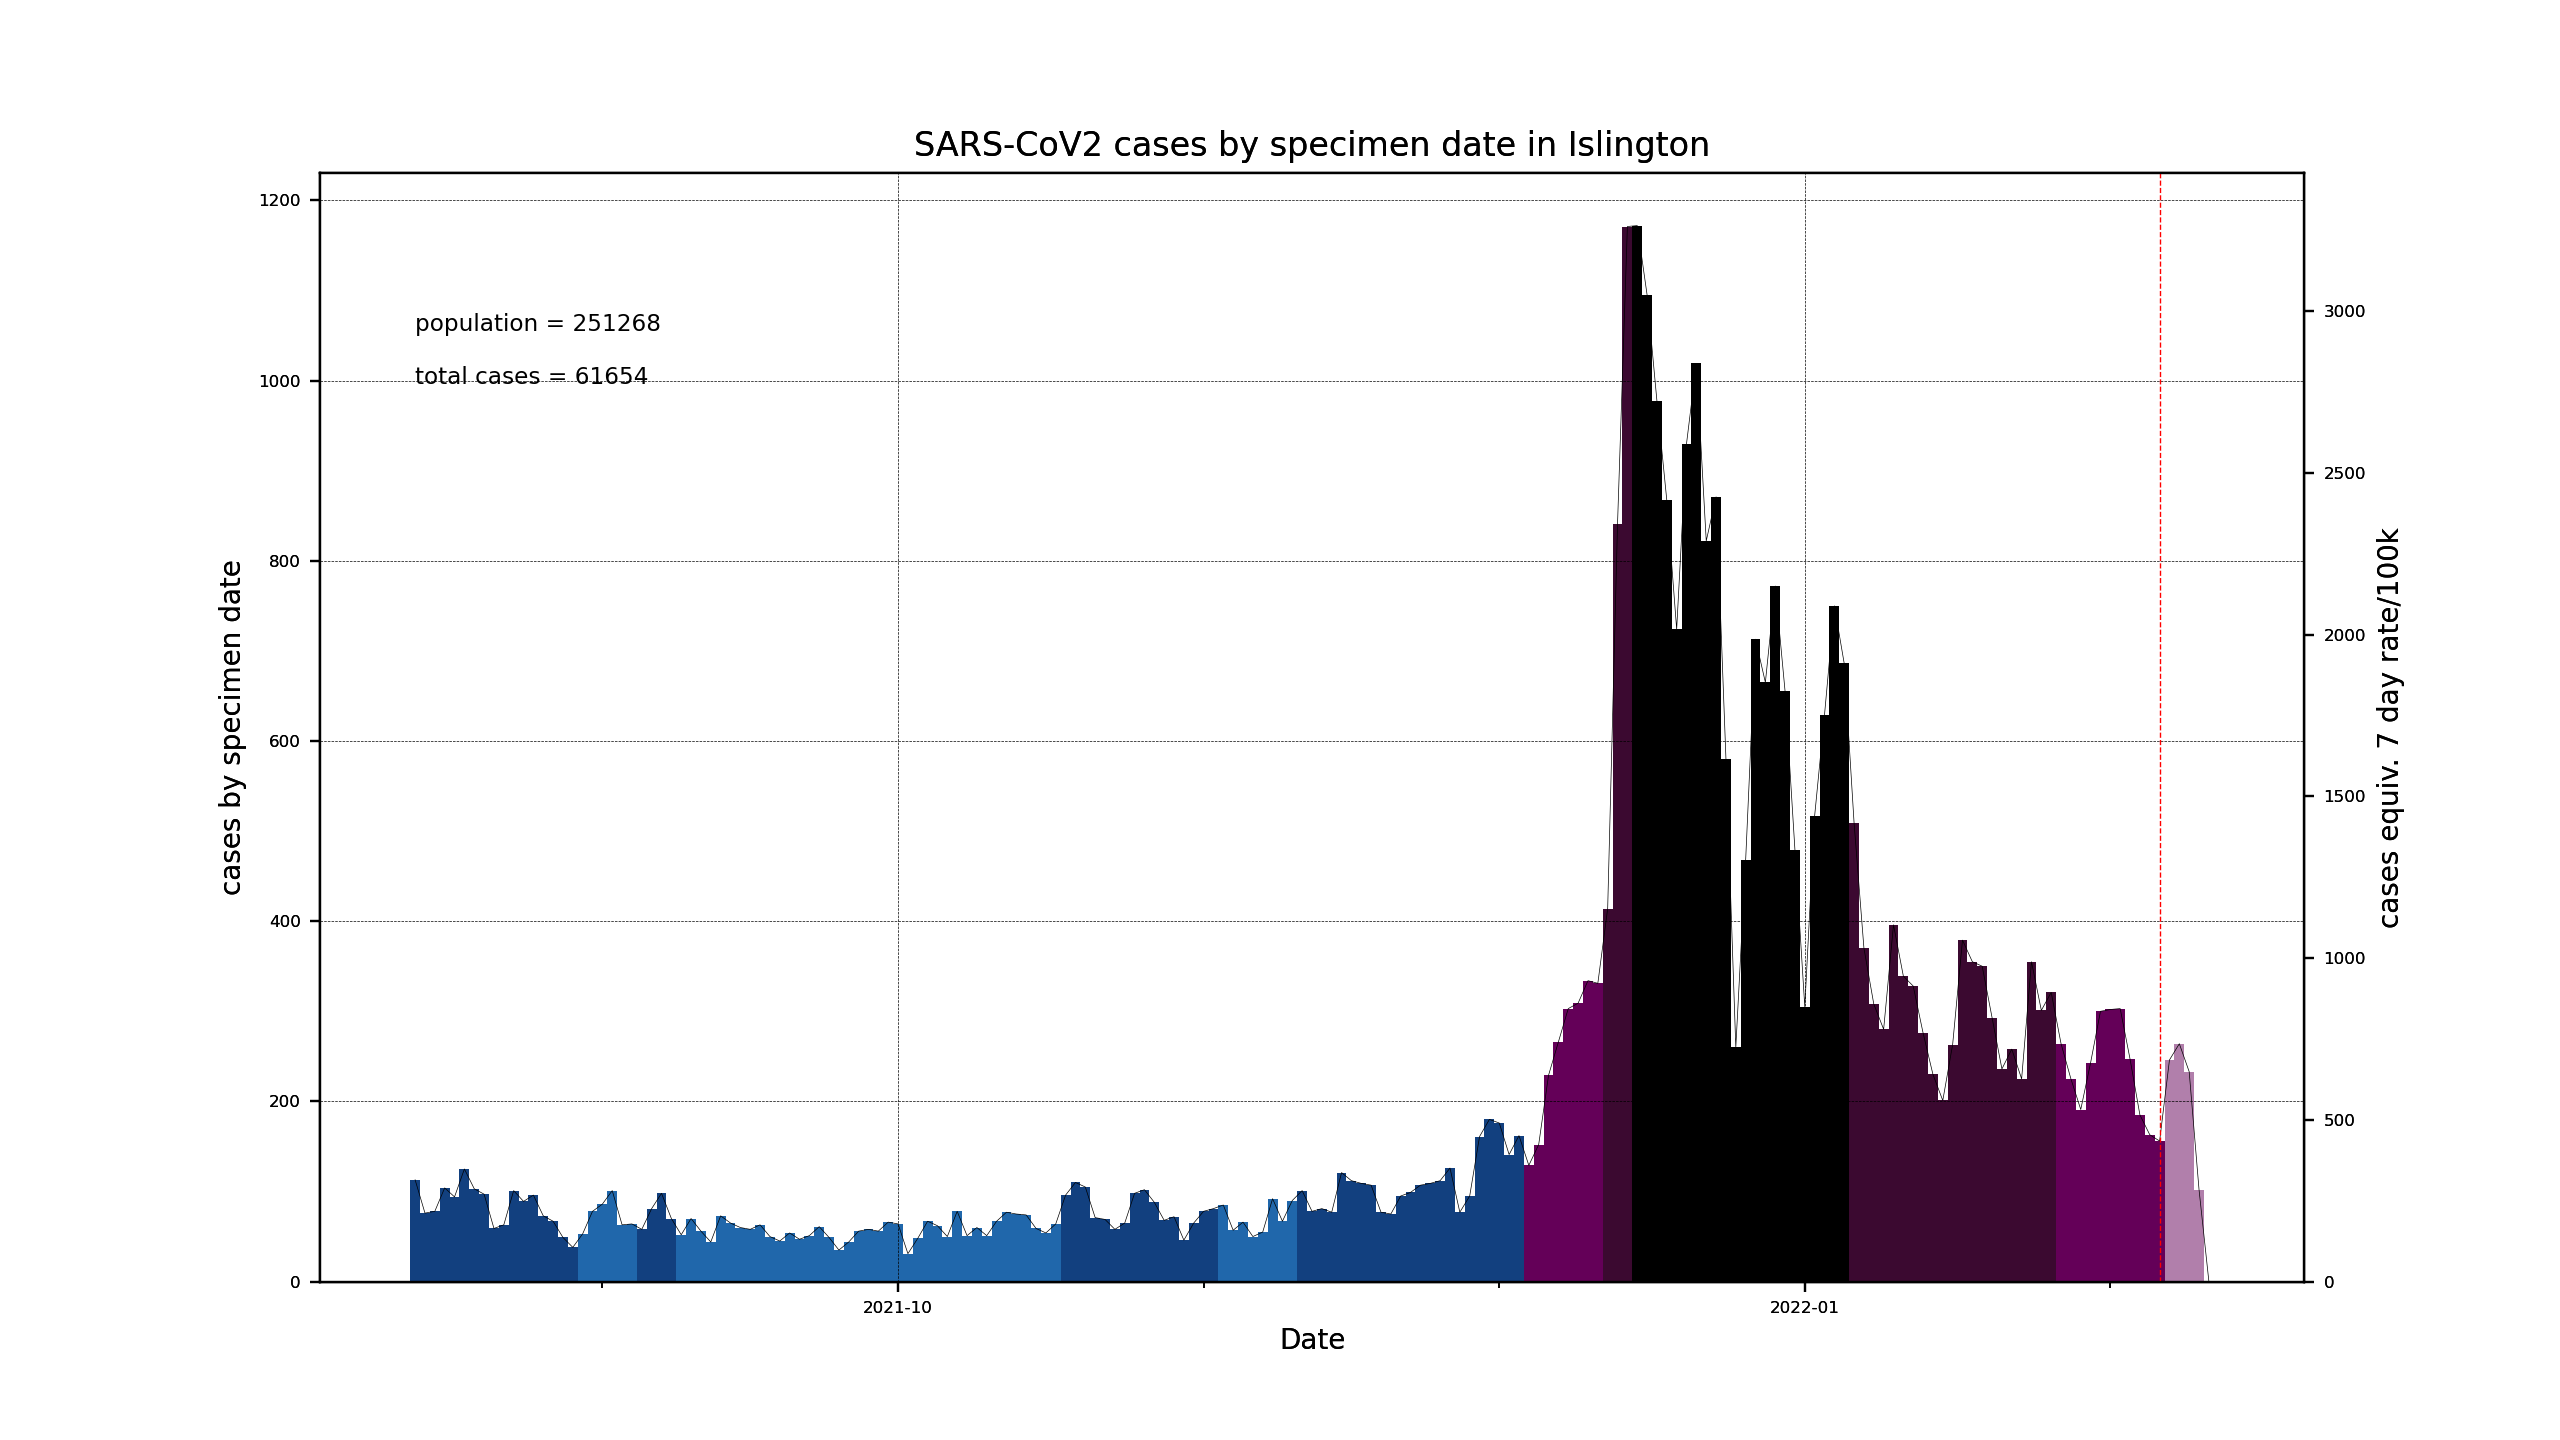 SARS-CoV2 cases by specimen date in Islington
1200
1000
800
600
400
200
0
cases by specimen date
population = 251268
total cases = 61654
3000
2500
2000
1500
1000
500
0
cases equiv. 7 day rate/100k
2021-10
2022-01
Date